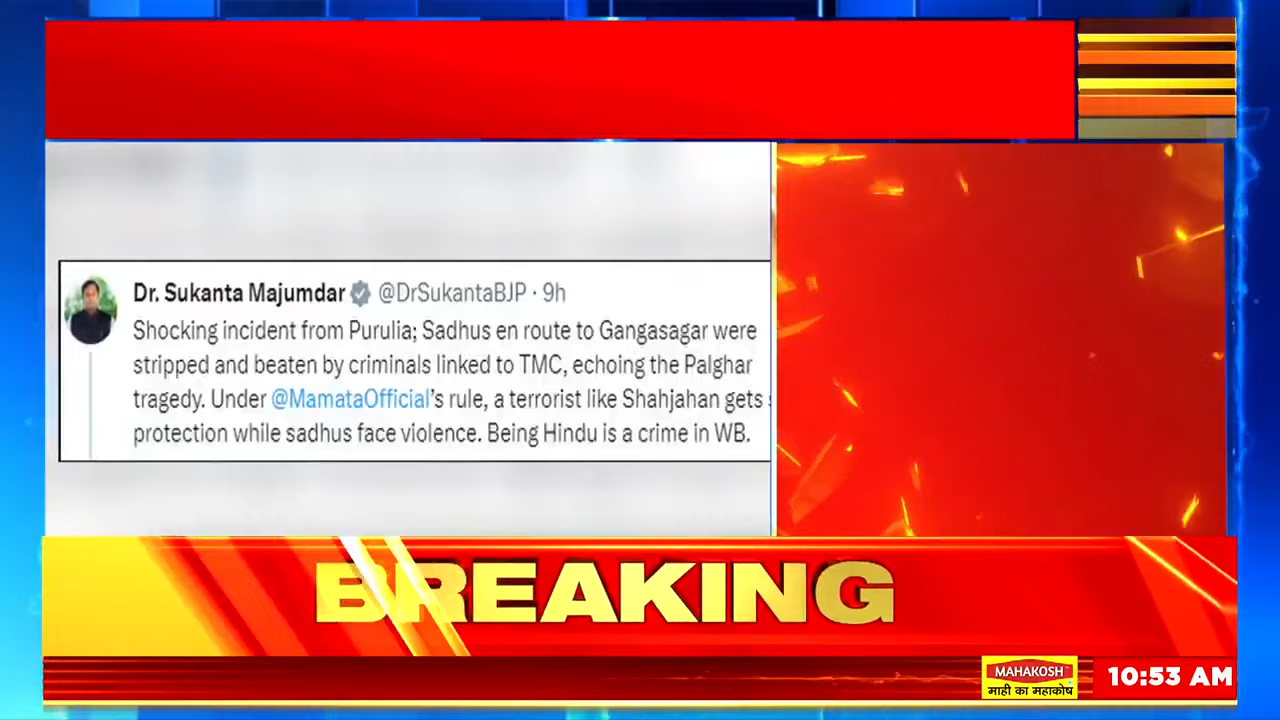 Dr. Sukanta Majumdar @DrSukantaBJP · 9h
Shocking incident from Purulia; Sadhus en route to Gangasagar were
stripped and beaten by criminals linked to TMC, echoing the Palghar
tragedy. Under @MamataOfficial's rule, a terrorist like Shahjahan gets
protection while sadhus face violence. Being Hindu is a crime in WB.
BREAKING
MAHAKOSH
माही का महाकोष
10:53 AM